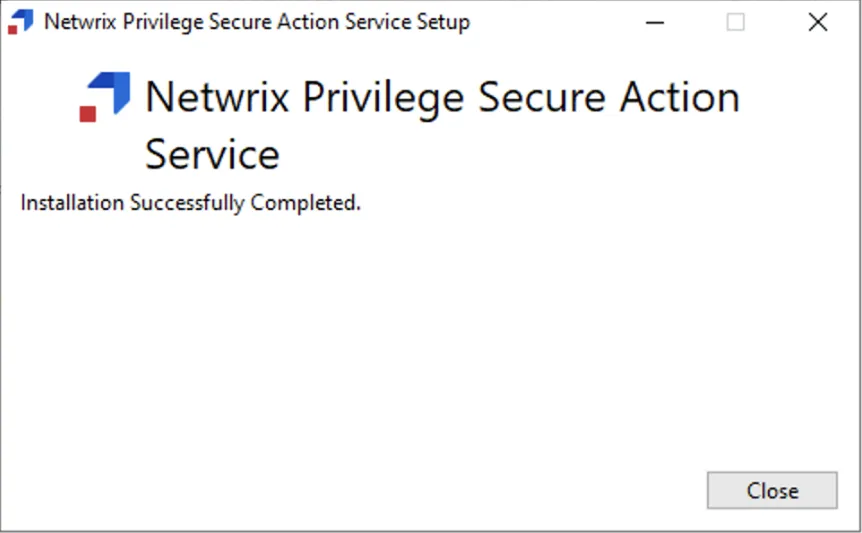 Netwrix Privilege Secure Action Service Setup
Netwrix Privilege Secure Action
Service
Installation Successfully Completed.
Close